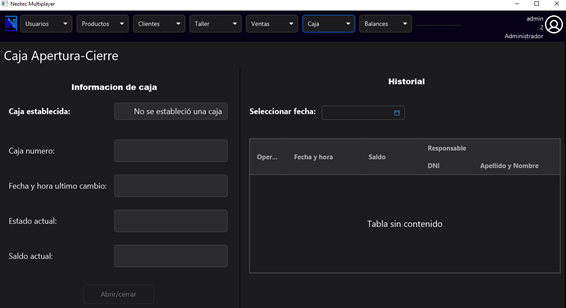 Neotec Multiplayer
N
Usuarios
Productos
Clientes
Taller
Ventas
Caja
Balances
admin
2
Administrador
Caja Apertura-Cierre
Informacion de caja
Caja establecida:
No se estableció una caja
Caja numero:
Fecha y hora ultimo cambio:
Estado actual:
Saldo actual:
Abrir/cerrar
Historial
Seleccionar fecha:
Oper...
Fecha y hora
Saldo
Responsable
DNI
Apellido y Nombre
Tabla sin contenido